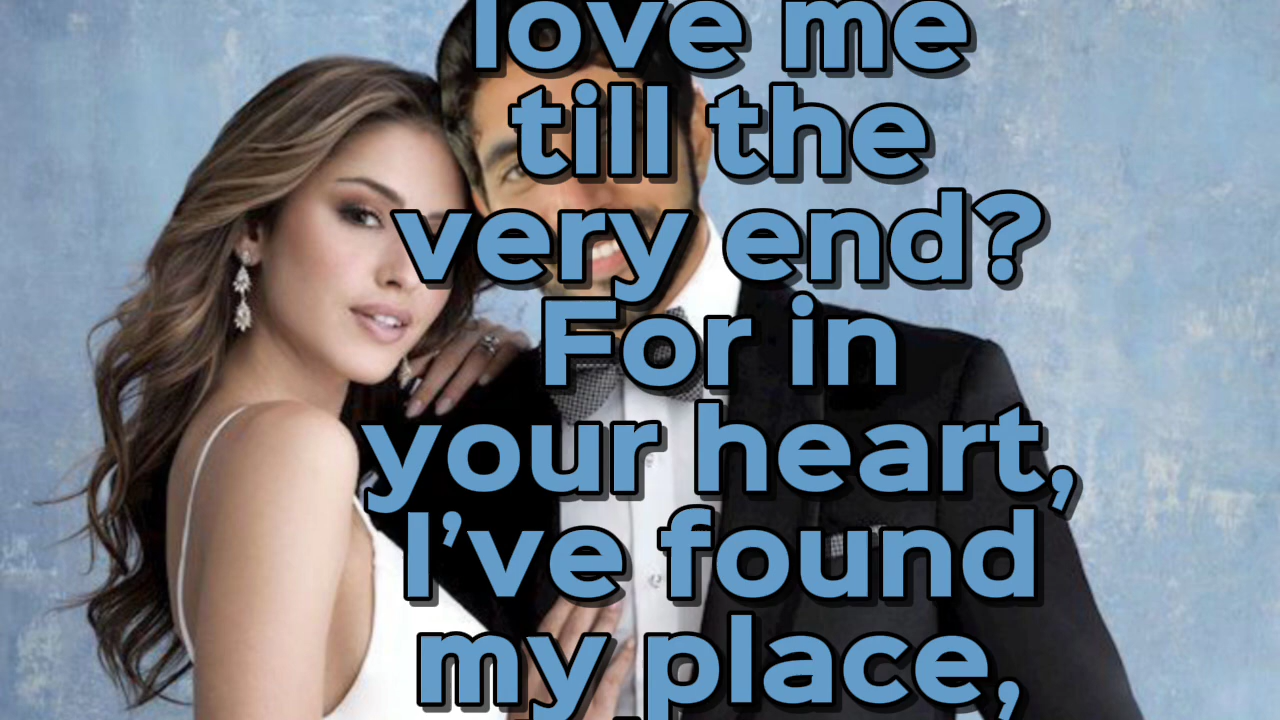 love me
till the
very end?
For in
your heart,
I’ve found
my place,